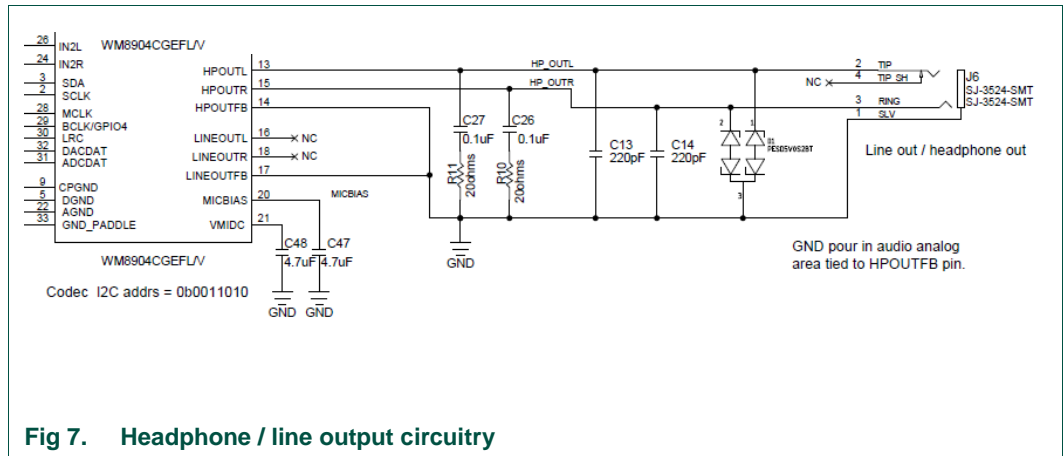 26 IN2L WM8904CGEFL/V
24 IN2R
3 SDA
2 SCLK
28 MCLK
29 BCLK/GPIO4
30 LRC
32 DACDAT
31 ADCDAT
9 CPGND
5 DGND
22 AGND
33 GND_PADDLE
HPOUTL 13
HPOUTR 15
HPOUTFB 14
LINEOUTL 16 NC
LINEOUTR 18 NC
LINEOUTFB 17
MICBIAS 20 MICBIAS
VMIDC 21
WM8904CGEFL/V
Codec I2C addrs = 0b0011010
C48
4.7uF
GND
C47
4.7uF
GND
HP_OUTL
HP_OUTR
C27
0.1uF
R11
20ohms
C26
0.1uF
R10
20ohms
GND
C13
220pF
C14
220pF
2 1
D1
PESD5V0S2BT
3
2 TIP
NC 4 TIP_SH
3 RING
1 SLV
J6
SJ-3524-SMT
SJ-3524-SMT
Line out / headphone out
GND pour in audio analog
area tied to HPOUTFB pin.
Fig 7. Headphone / line output circuitry